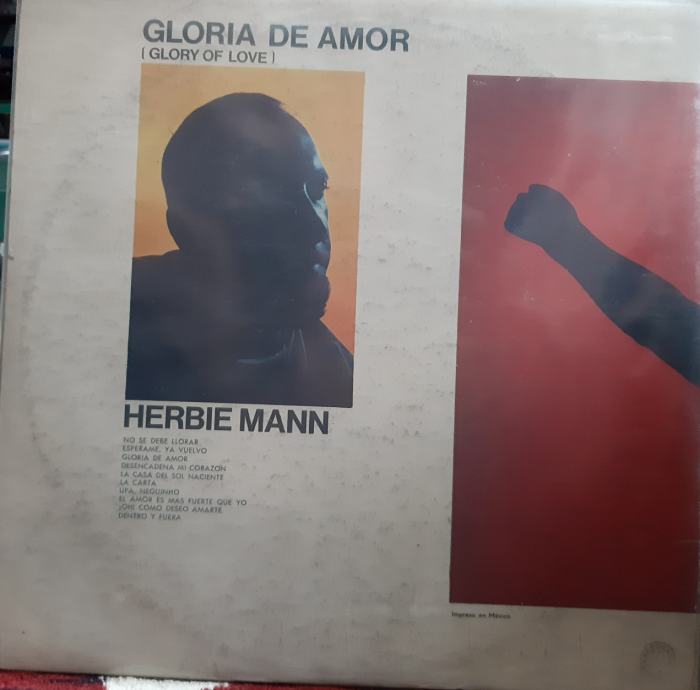 GLORIA DE AMOR
( GLORY OF LOVE )
HERBIE MANN
NO SE DEBE LLORAR
ESPERAME, YA VUELVO
GLORIA DE AMOR
DESENCADENA MI CORAZON
LA CASA DEL SOL NACIENTE
LA CARTA
UPA, NEGUINHO
EL AMOR ES MAS FUERTE QUE YO
¡OH! COMO DESEO AMARTE
DENTRO Y FUERA
Impreso en México